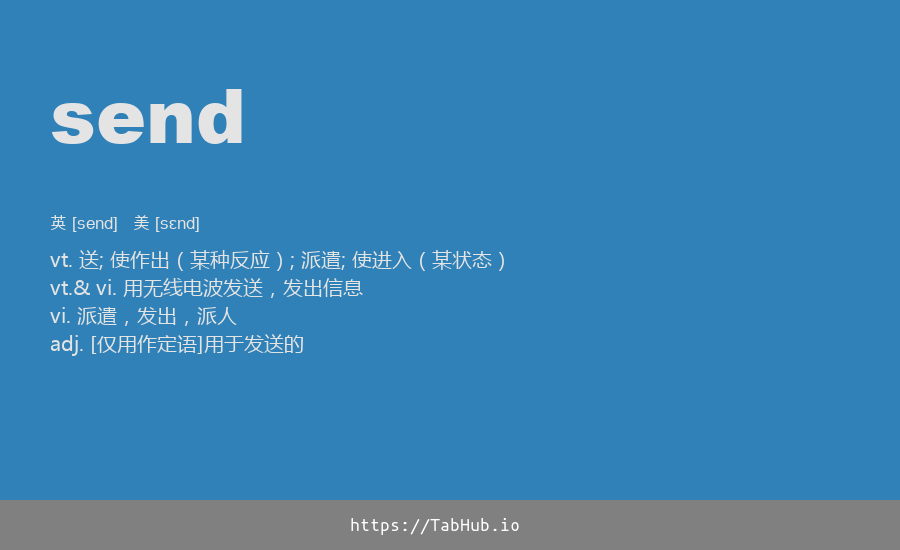 send
英 [send] 美 [sɛnd]
vt. 送; 使作出（某种反应）; 派遣; 使进入（某状态）
vt.& vi. 用无线电波发送，发出信息
vi. 派遣，发出，派人
adj. [仅用作定语]用于发送的
https://TabHub.io